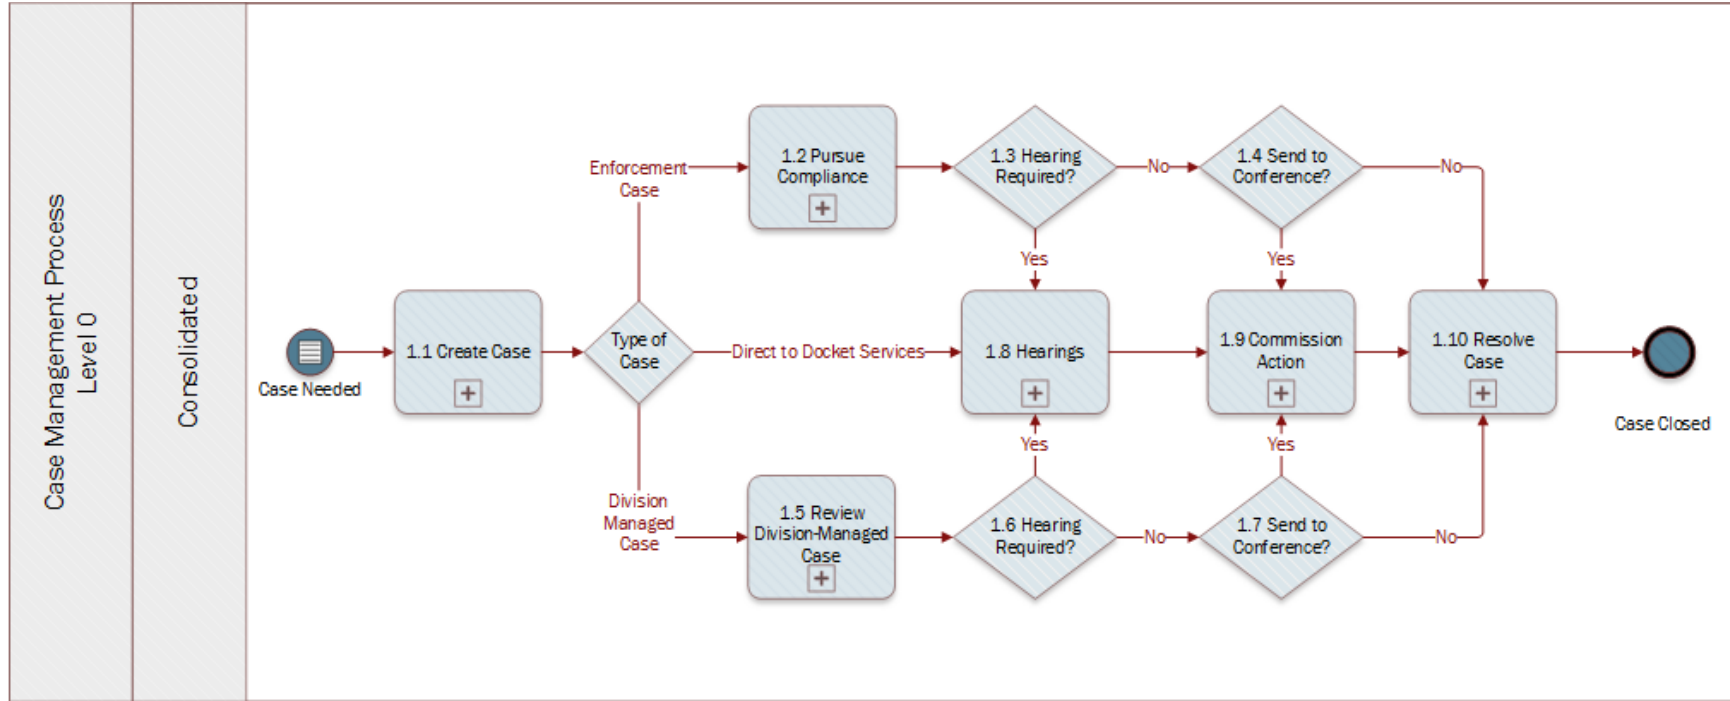 Case Management Process
Level 0
Consolidated
Case Needed
1.1 Create Case
Type of
Case
Enforcement
Case
1.2 Pursue
Compliance
1.3 Hearing
Required?
No
1.4 Send to
Conference?
No
Yes
Yes
Direct to Docket Services
1.8 Hearings
1.9 Commission
Action
1.10 Resolve
Case
Case Closed
Yes
Yes
Division
Managed
Case
1.5 Review
Division-Managed
Case
1.6 Hearing
Required?
No
1.7 Send to
Conference?
No